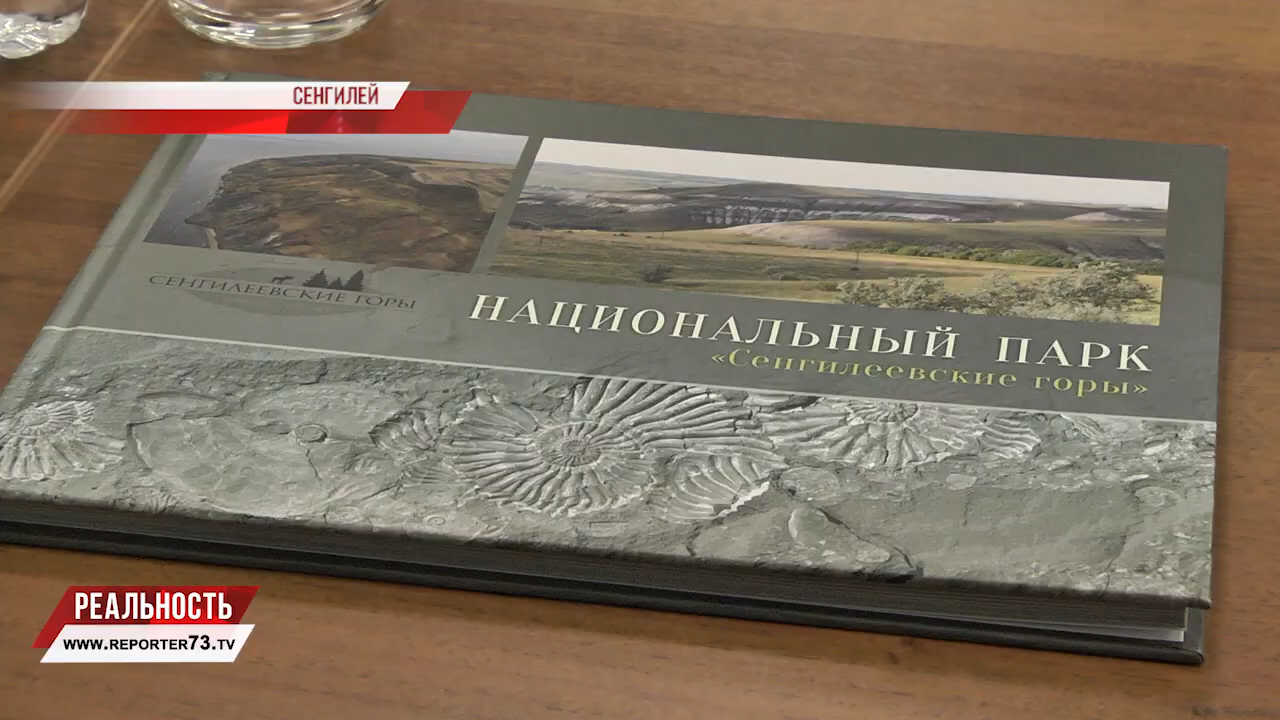 СЕНГИЛЕЙ
СЕНГИЛЕЕВСКИЕ ГОРЫ
НАЦИОНАЛЬНЫЙ ПАРК
«Сенгилеевские горы»
РЕАЛЬНОСТЬ
WWW.REPORTER73.TV